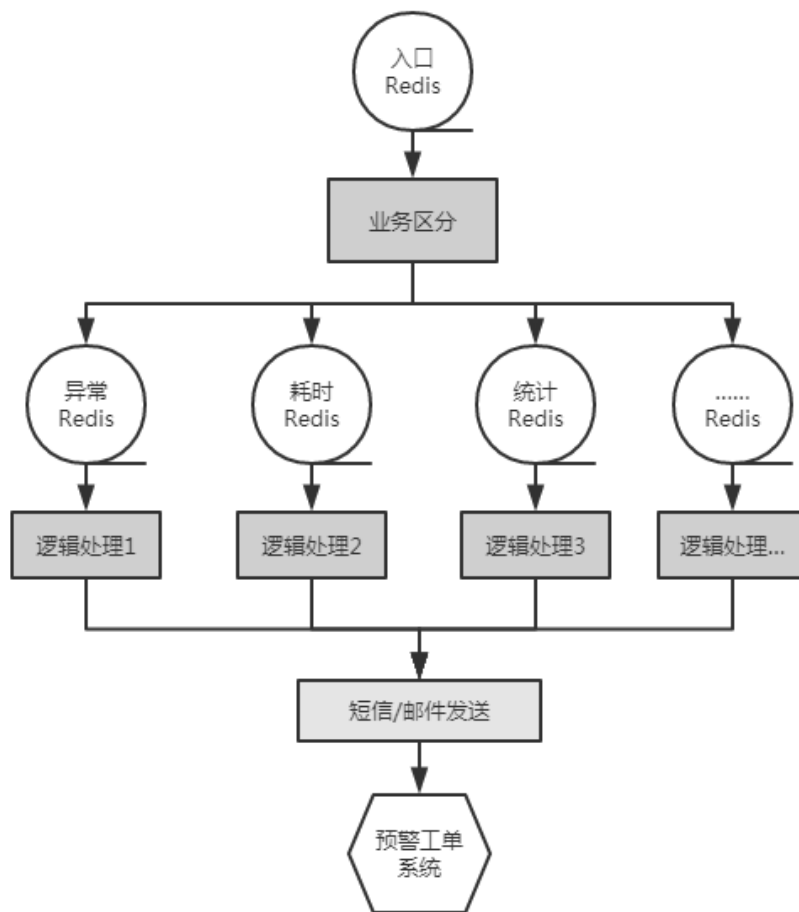 入口
Redis
业务区分
异常
Redis
耗时
Redis
统计
Redis
......
Redis
逻辑处理1
逻辑处理2
逻辑处理3
逻辑处理...
短信/邮件发送
预警工单
系统